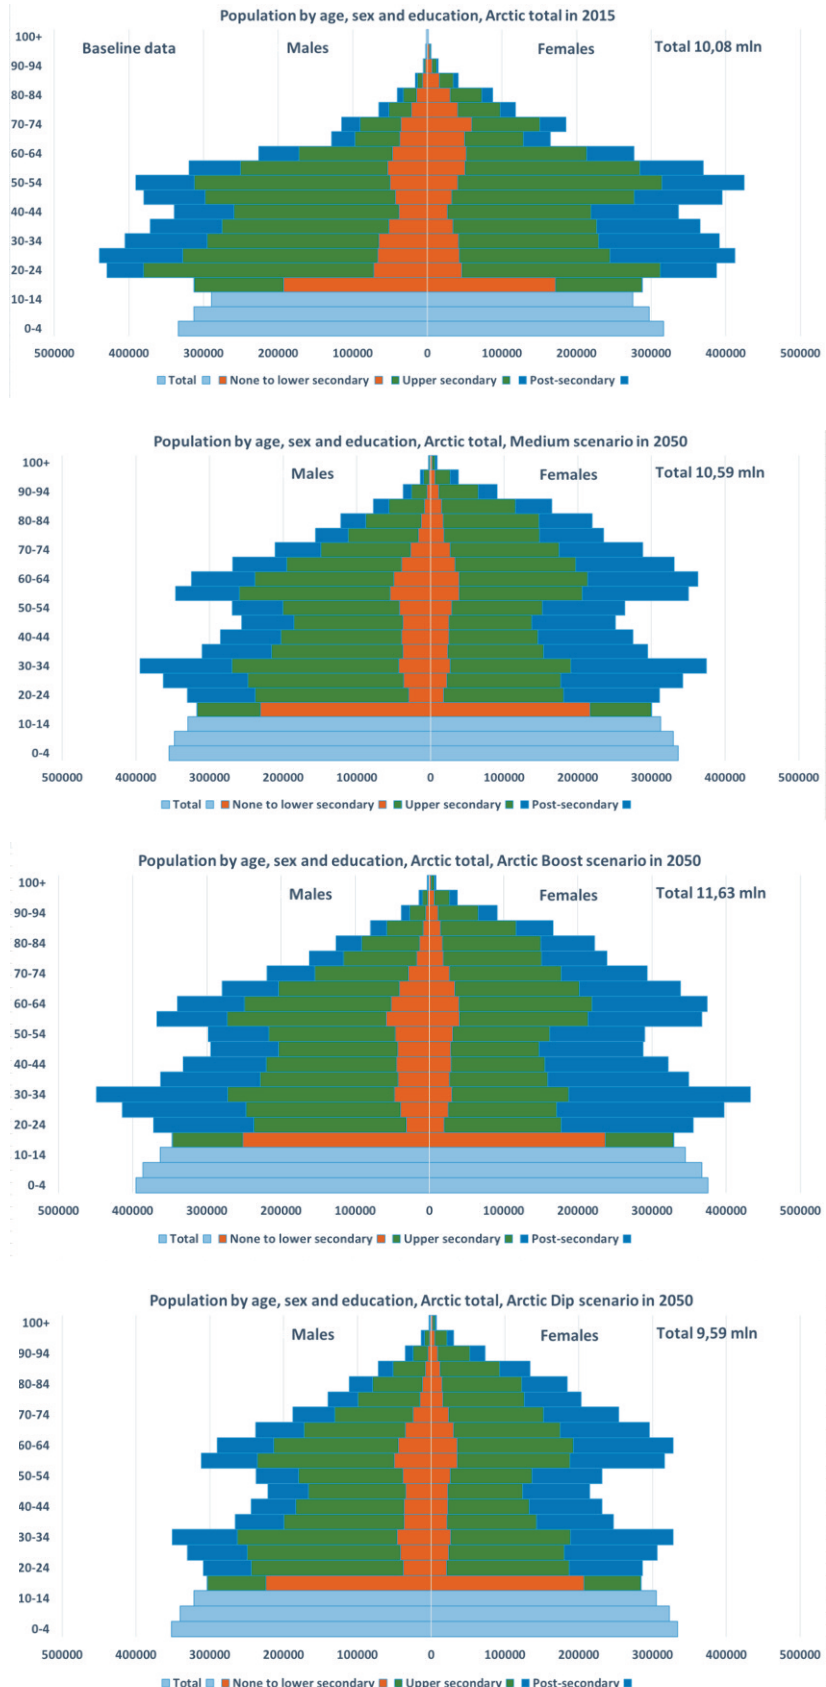 Population by age, sex and education, Arctic total in 2015
100+
Baseline data Males Females Total 10,08 mln
90-94
80-84
70-74
60-64
50-54
40-44
30-34
20-24
10-14
0-4
500000 400000 300000 200000 100000 0 100000 200000 300000 400000 500000
Total None to lower secondary Upper secondary Post-secondary
Population by age, sex and education, Arctic total, Medium scenario in 2050
100+
Males Females Total 10,59 mln
90-94
80-84
70-74
60-64
50-54
40-44
30-34
20-24
10-14
0-4
500000 400000 300000 200000 100000 0 100000 200000 300000 400000 500000
Total None to lower secondary Upper secondary Post-secondary
Population by age, sex and education, Arctic total, Arctic Boost scenario in 2050
100+
Males Females Total 11,63 mln
90-94
80-84
70-74
60-64
50-54
40-44
30-34
20-24
10-14
0-4
500000 400000 300000 200000 100000 0 100000 200000 300000 400000 500000
Total None to lower secondary Upper secondary Post-secondary
Population by age, sex and education, Arctic total, Arctic Dip scenario in 2050
100+
Males Females Total 9,59 mln
90-94
80-84
70-74
60-64
50-54
40-44
30-34
20-24
10-14
0-4
500000 400000 300000 200000 100000 0 100000 200000 300000 400000 500000
Total None to lower secondary Upper secondary Post-secondary